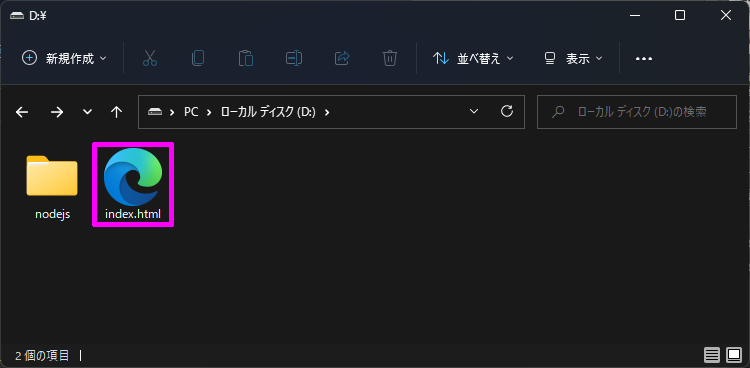 D:¥
新規作成 並べ替え 表示
PC ローカル ディスク (D:) ローカル ディスク (D:)の検索
nodejs index.html
2 個の項目